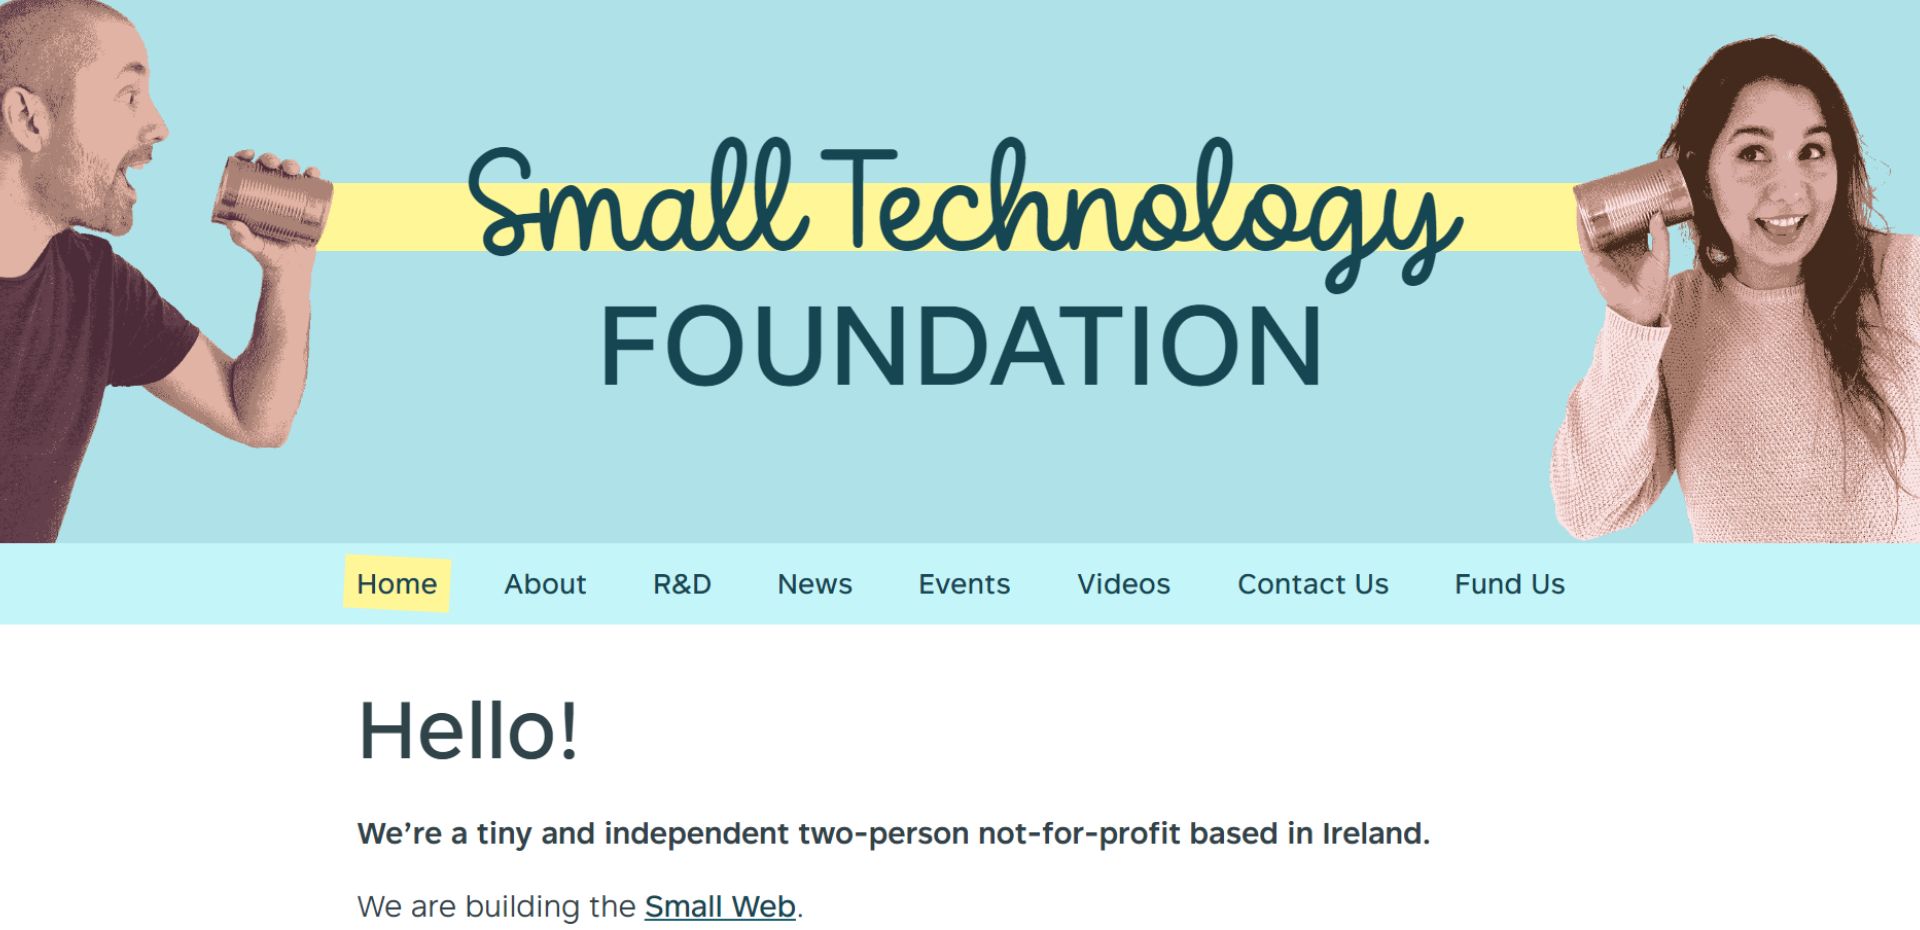 Small Technology
FOUNDATION
Home About R&D News Events Videos Contact Us Fund Us
Hello!
We’re a tiny and independent two-person not-for-profit based in Ireland.
We are building the Small Web.